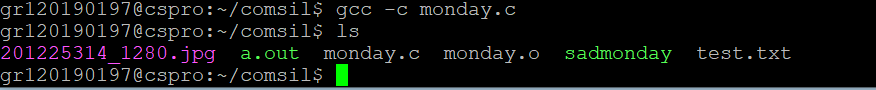 gr120190197@cspro:~/comsil$ gcc -c monday.c
gr120190197@cspro:~/comsil$ ls
201225314_1280.jpg a.out monday.c monday.o sadmonday test.txt
gr120190197@cspro:~/comsil$